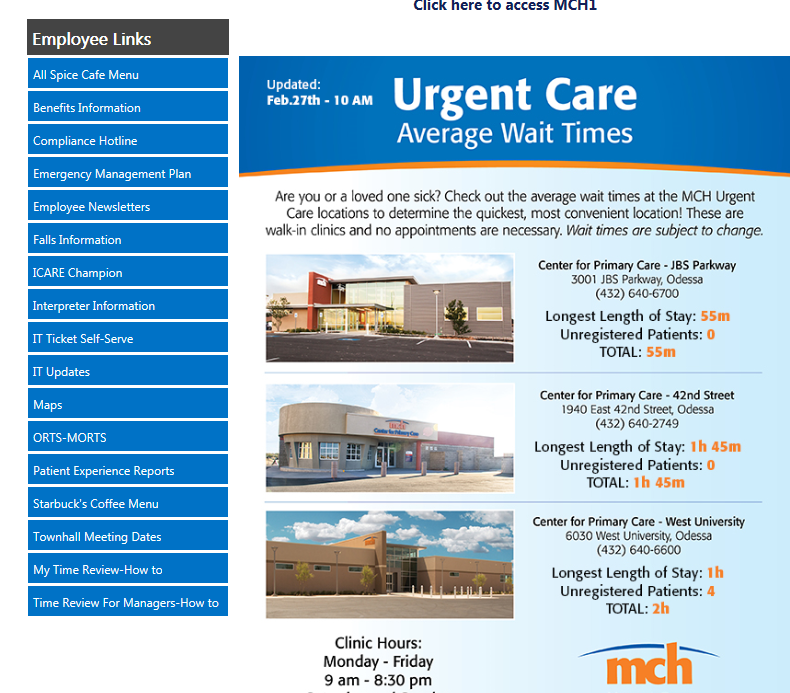 Click here to access MCH1
Employee Links
All Spice Cafe Menu
Benefits Information
Compliance Hotline
Emergency Management Plan
Employee Newsletters
Falls Information
ICARE Champion
Interpreter Information
IT Ticket Self-Serve
IT Updates
Maps
ORTS-MORTS
Patient Experience Reports
Starbuck's Coffee Menu
Townhall Meeting Dates
My Time Review-How to
Time Review For Managers-How to
Updated:
Feb.27th - 10 AM
Urgent Care
Average Wait Times
Are you or a loved one sick? Check out the average wait times at the MCH Urgent
Care locations to determine the quickest, most convenient location! These are
walk-in clinics and no appointments are necessary. Wait times are subject to change.
Center for Primary Care - JBS Parkway
3001 JBS Parkway, Odessa
(432) 640-6700
Longest Length of Stay: 55m
Unregistered Patients: 0
TOTAL: 55m
mch
Center for Primary Care
Center for Primary Care - 42nd Street
1940 East 42nd Street, Odessa
(432) 640-2749
Longest Length of Stay: 1h 45m
Unregistered Patients: 0
TOTAL: 1h 45m
Center for Primary Care - West University
6030 West University, Odessa
(432) 640-6600
Longest Length of Stay: 1h
Unregistered Patients: 4
TOTAL: 2h
Clinic Hours:
Monday - Friday
9 am - 8:30 pm
mch